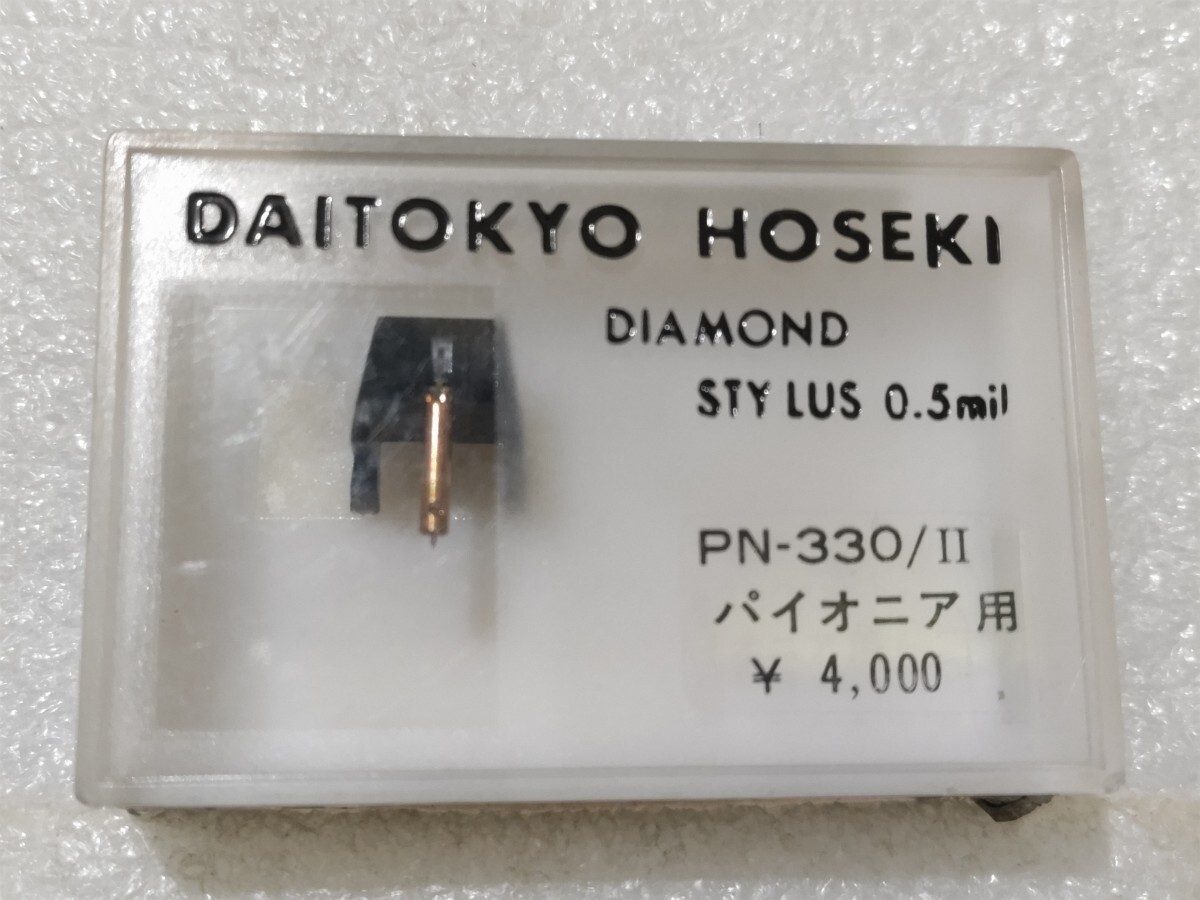 DAITOKYO HOSEKI
DIAMOND
STYLUS 0.5mil
PN-330/II
パイオニア用
¥ 4,000